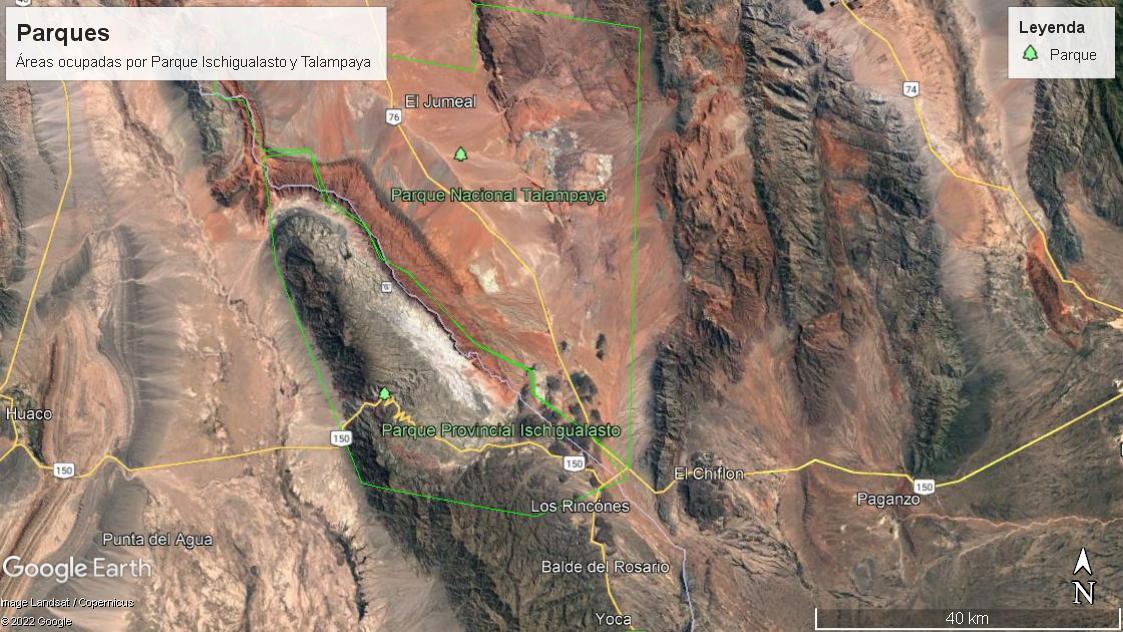 Parques
Áreas ocupadas por Parque Ischigualasto y Talampaya
Leyenda
Parque
40
74
76
El Jumeal
Parque Nacional Talampaya
Huaco
150
150
Parque Provincial Ischigualasto
150
El Chiflon
150
Paganzo
Los Rincones
Punta del Agua
Balde del Rosario
Google Earth
Image Landsat / Copernicus
© 2022 Google
Yoca
N
40 km